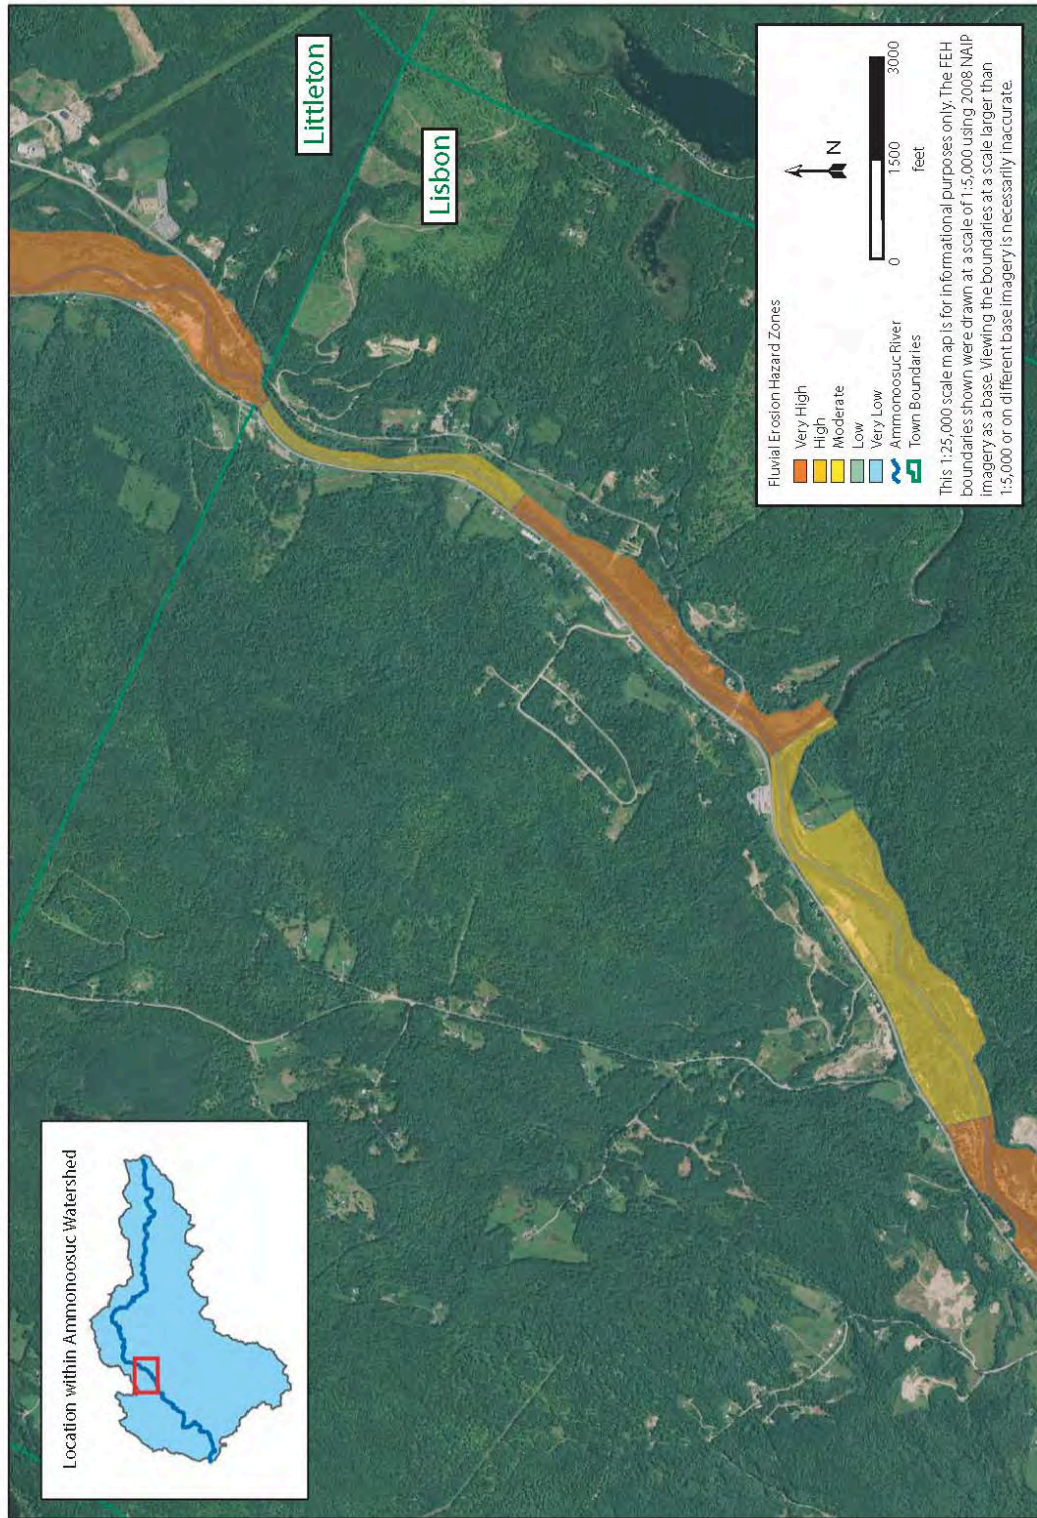 Location within Ammonoosuc Watershed
Littleton
Lisbon
Fluvial Erosion Hazard Zones
Very High
High
Moderate
Low
Very Low
Ammonoosuc River
Town Boundaries
N
0 1500 3000
feet
This 1:25,000 scale map is for informational purposes only. The FEH
boundaries shown were drawn at a scale of 1:5,000 using 2008 NAIP
imagery as a base. Viewing the boundaries at a scale larger than
1:5,000 or on different base imagery is necessarily inaccurate.